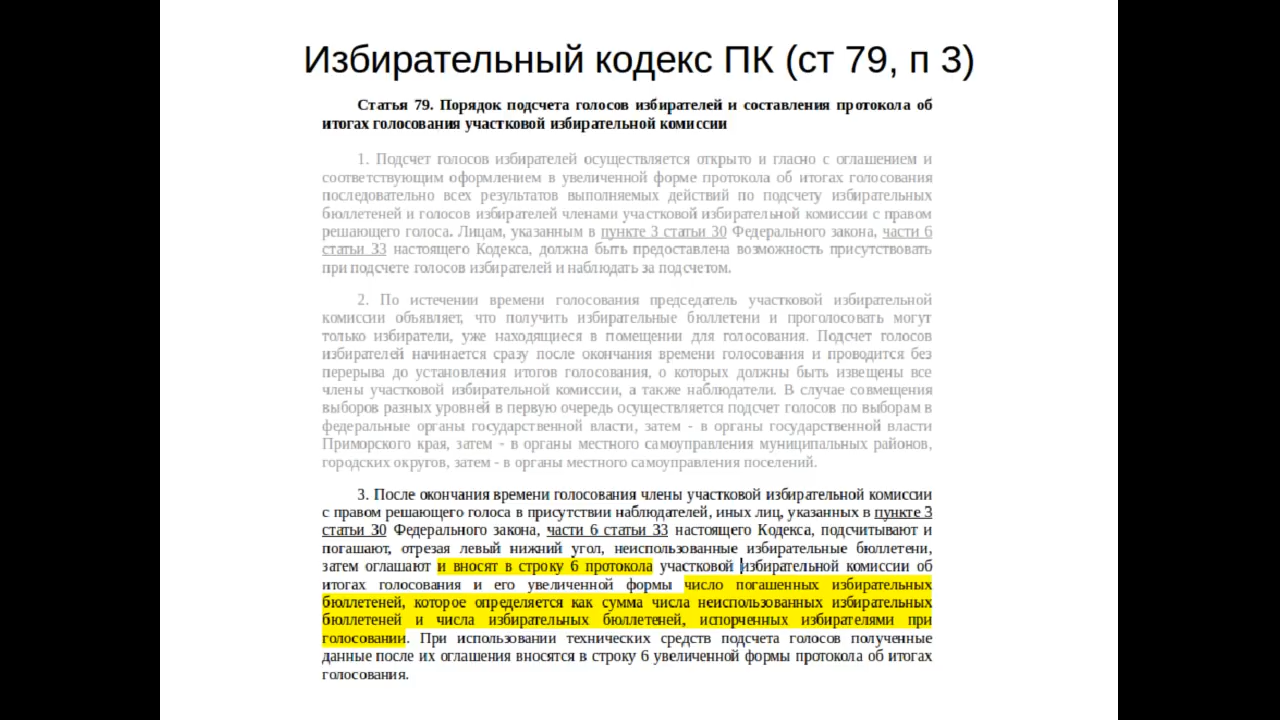 Избирательный кодекс ПК (ст 79, п 3)
Статья 79. Порядок подсчета голосов избирателей и составления протокола об
итогах голосования участковой избирательной комиссии
1. Подсчет голосов избирателей осуществляется открыто и гласно с оглашением и
соответствующим оформлением в увеличенной форме протокола об итогах голосования
последовательно всех результатов выполняемых действий по подсчету избирательных
бюллетеней и голосов избирателей членами участковой избирательной комиссии с правом
решающего голоса. Лицам, указанным в пункте 3 статьи 30 Федерального закона, части 6
статьи 33 настоящего Кодекса, должна быть предоставлена возможность присутствовать
при подсчете голосов избирателей и наблюдать за подсчетом.
2. По истечении времени голосования председатель участковой избирательной
комиссии объявляет, что получить избирательные бюллетени и проголосовать могут
только избиратели, уже находящиеся в помещении для голосования. Подсчет голосов
избирателей начинается сразу после окончания времени голосования и проводится без
перерыва до установления итогов голосования, о которых должны быть извещены все
члены участковой избирательной комиссии, а также наблюдатели. В случае совмещения
выборов разных уровней в первую очередь осуществляется подсчет голосов по выборам в
федеральные органы государственной власти, затем - в органы государственной власти
Приморского края, затем - в органы местного самоуправления муниципальных районов,
городских округов, затем - в органы местного самоуправления поселений.
3. После окончания времени голосования члены участковой избирательной комиссии
с правом решающего голоса в присутствии наблюдателей, иных лиц, указанных в пункте 3
статьи 30 Федерального закона, части 6 статьи 33 настоящего Кодекса, подсчитывают и
погашают, отрезая левый нижний угол, неиспользованные избирательные бюллетени,
затем оглашают и вносят в строку 6 протокола участковой избирательной комиссии об
итогах голосования и его увеличенной формы число погашенных избирательных
бюллетеней, которое определяется как сумма числа неиспользованных избирательных
бюллетеней и числа избирательных бюллетеней, испорченных избирателями при
голосовании. При использовании технических средств подсчета голосов полученные
данные после их оглашения вносятся в строку 6 увеличенной формы протокола об итогах
голосования.